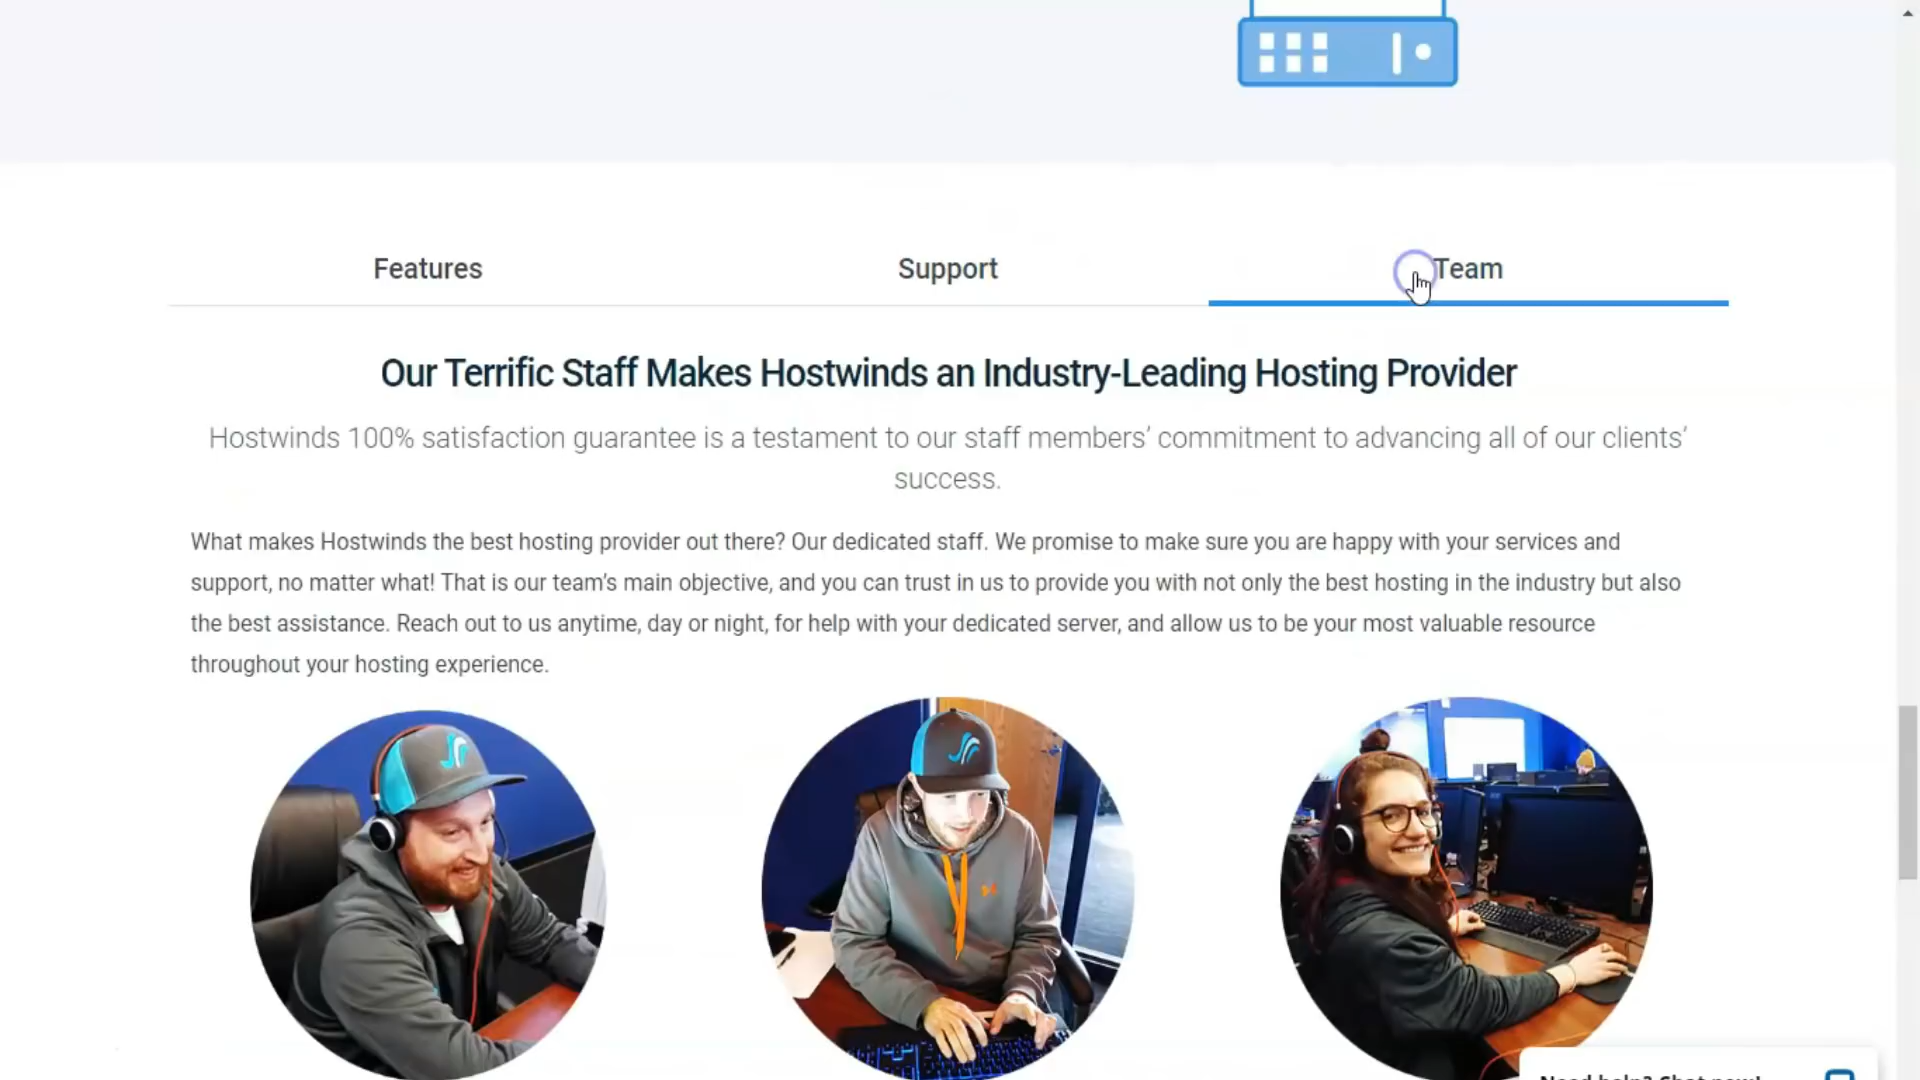 Features
Support
Team
Our Terrific Staff Makes Hostwinds an Industry-Leading Hosting Provider
Hostwinds 100% satisfaction guarantee is a testament to our staff members’ commitment to advancing all of our clients’
success.
What makes Hostwinds the best hosting provider out there? Our dedicated staff. We promise to make sure you are happy with your services and
support, no matter what! That is our team's main objective, and you can trust in us to provide you with not only the best hosting in the industry but also
the best assistance. Reach out to us anytime, day or night, for help with your dedicated server, and allow us to be your most valuable resource
throughout your hosting experience.
Need help? Chat now!